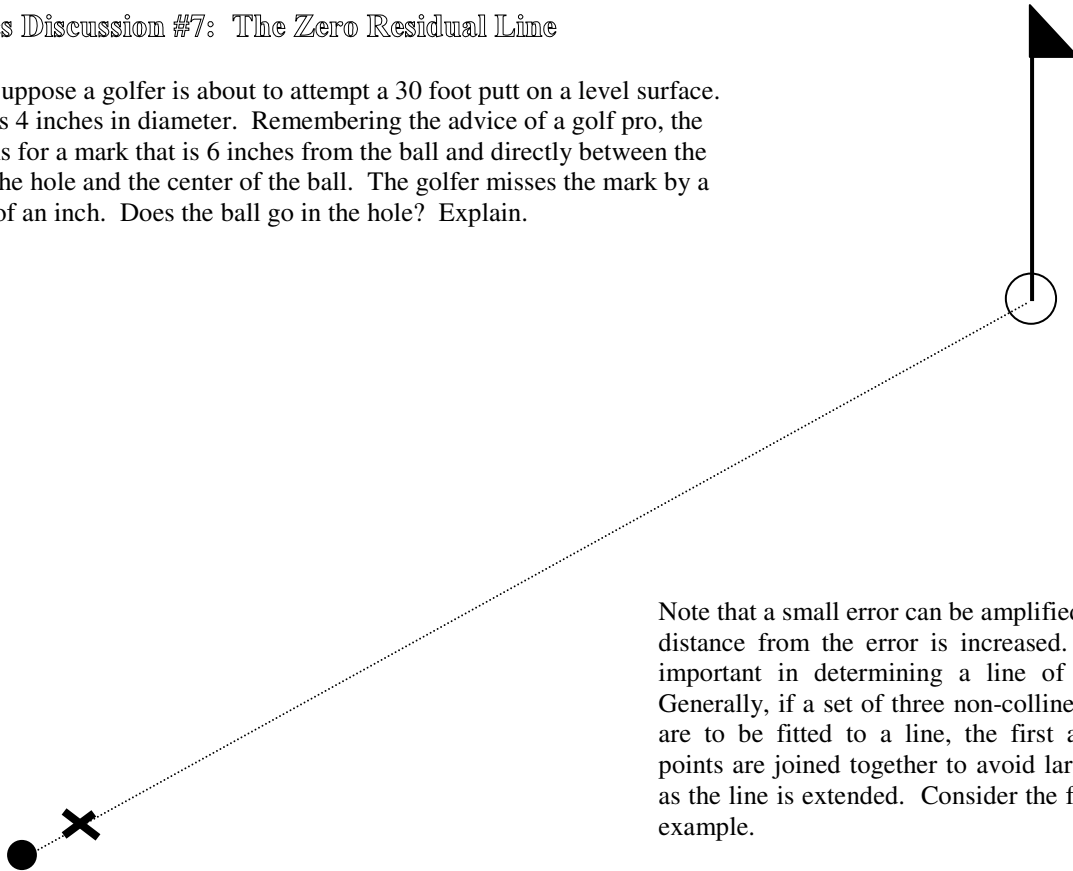 s Discussion #7: The Zero Residual Line
uppose a golfer is about to attempt a 30 foot putt on a level surface.
s 4 inches in diameter. Remembering the advice of a golf pro, the
s for a mark that is 6 inches from the ball and directly between the
he hole and the center of the ball. The golfer misses the mark by a
of an inch. Does the ball go in the hole? Explain.
Note that a small error can be amplified
distance from the error is increased.
important in determining a line of
Generally, if a set of three non-colline
are to be fitted to a line, the first a
points are joined together to avoid lar
as the line is extended. Consider the f
example.